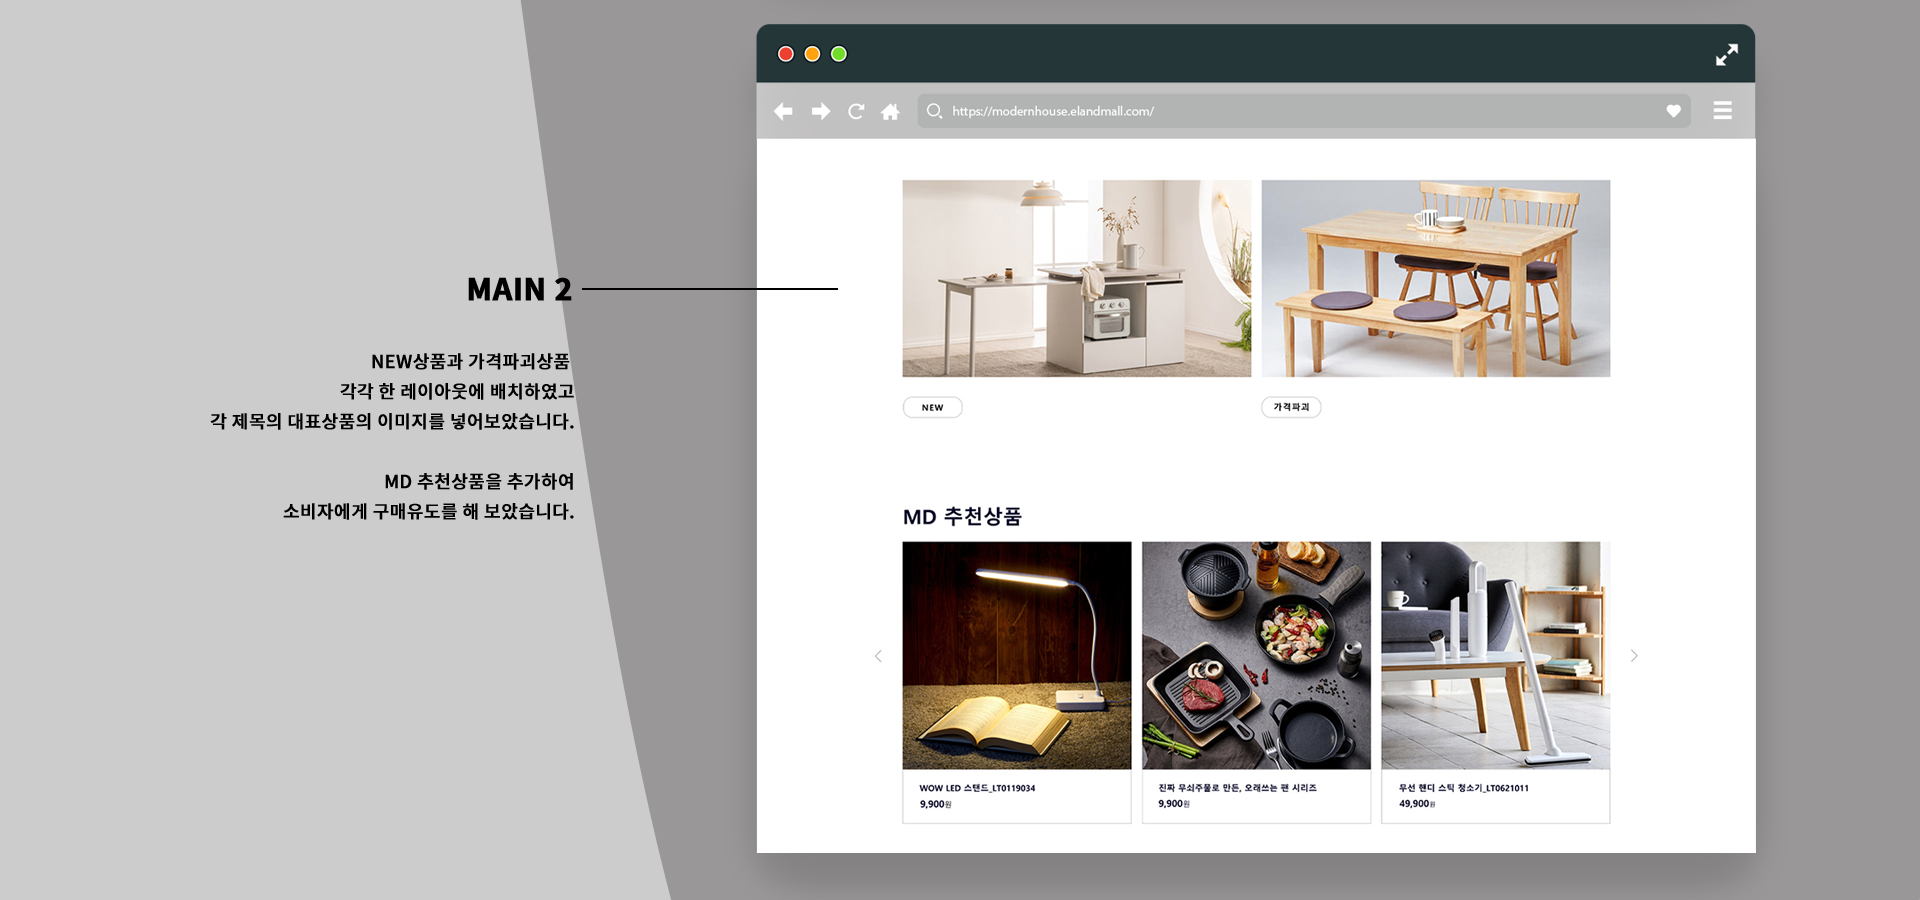 https://modernhouse.elandmall.com/
MAIN 2
NEW상품과 가격파괴상품
각각 한 레이아웃에 배치하였고
각 제목의 대표상품의 이미지를 넣어보았습니다.
MD 추천상품을 추가하여
소비자에게 구매유도를 해 보았습니다.
NEW
가격파괴
MD 추천상품
WOW LED 스탠드_LT0119034
9,900원
진짜 무쇠주물로 만든, 오래쓰는 팬 시리즈
9,900원
무선 핸디 스틱 청소기_LT0621011
49,900원